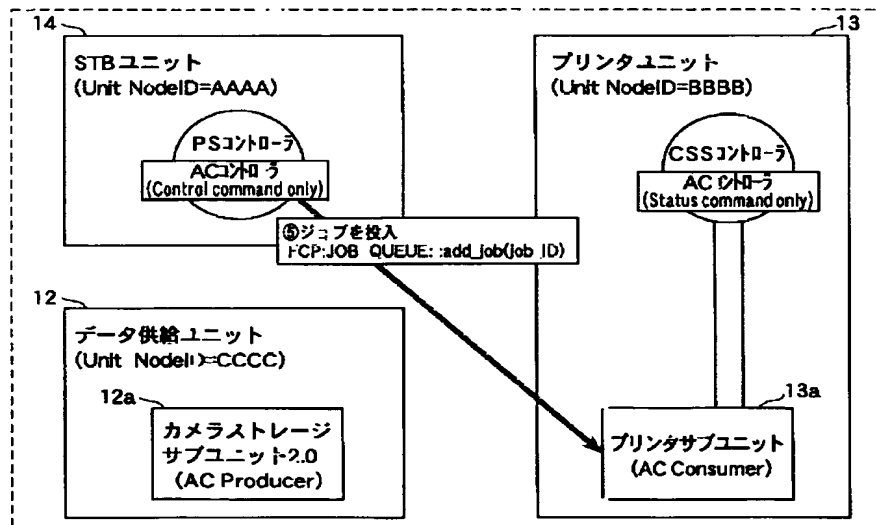 14
STBユニット
(Unit NodeID=AAAA)
PSコントローラ
ACコントローラ
(Control command only)
13
プリンタユニット
(Unit NodeID=BBBB)
CSSコントローラ
ACコントローラ
(Status command only)
⑤ジョブを投入
FCP:JOB QUEUE::add_job(job ID)
12
データ供給ユニット
(Unit NodeID=CCCC)
12a
カメラストレージ
サブユニット2.0
(AC Producer)
13a
プリンタサブユニット
(AC Consumer)